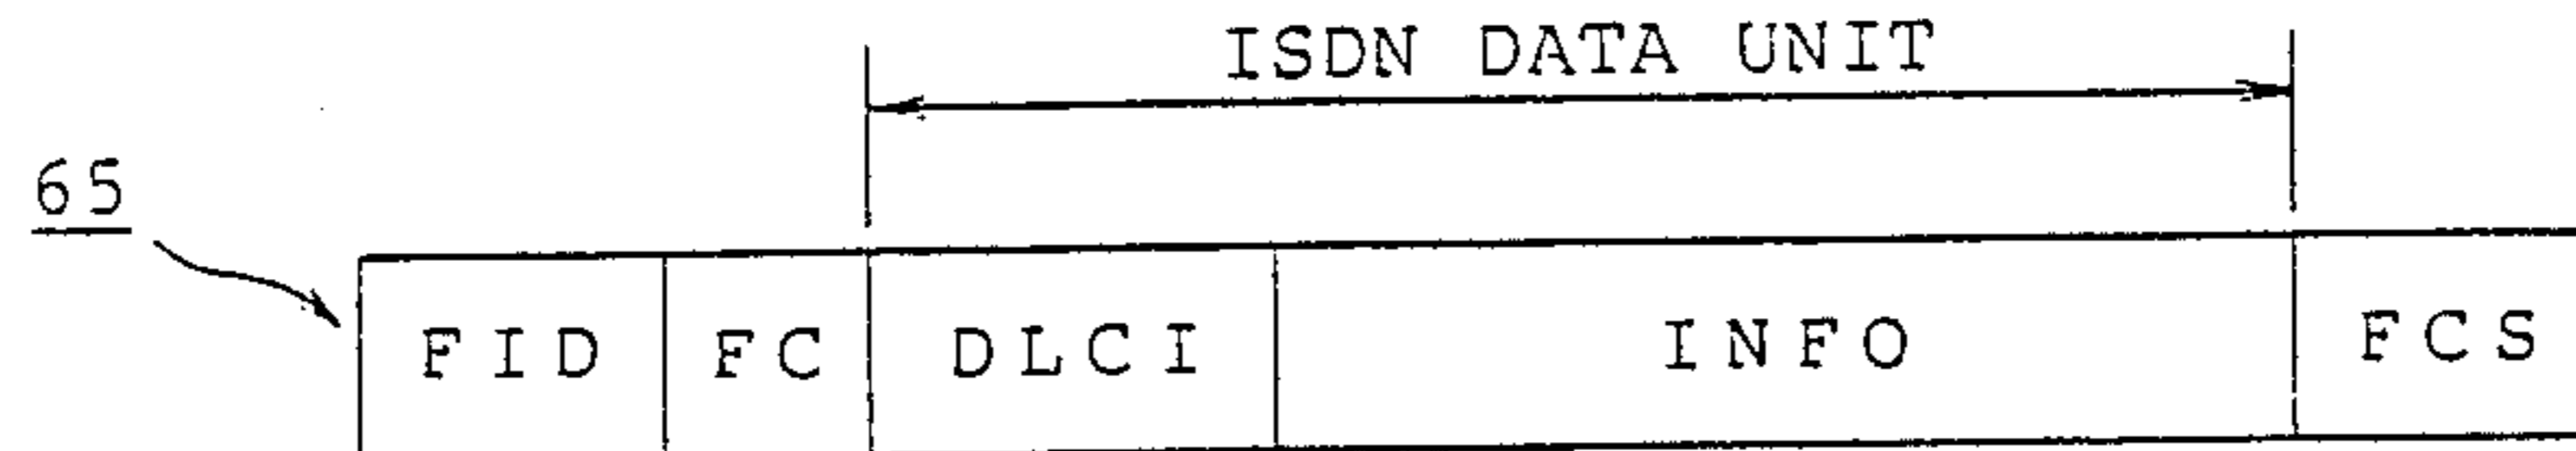 ISDN DATA UNIT
65
FID FC DLCI INFO FCS